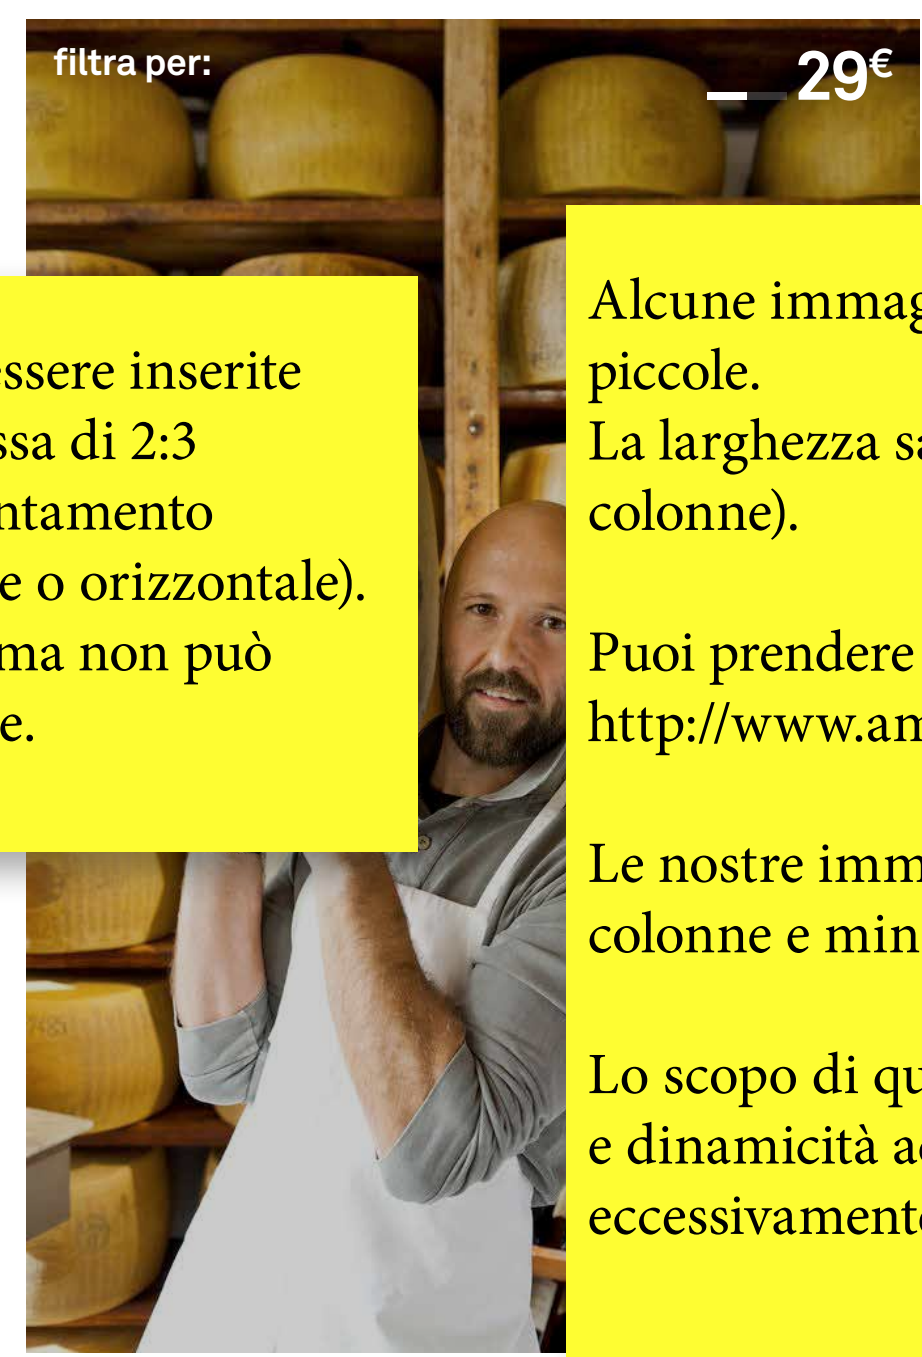 filtra per:
29€
essere inserite
ssa di 2:3
ntamento
e o orizzontale).
ma non può
e.
Alcune immag
piccole.
La larghezza sa
colonne).
Puoi prendere
http://www.am
Le nostre imm
colonne e min
Lo scopo di qu
e dinamicità a
eccessivament